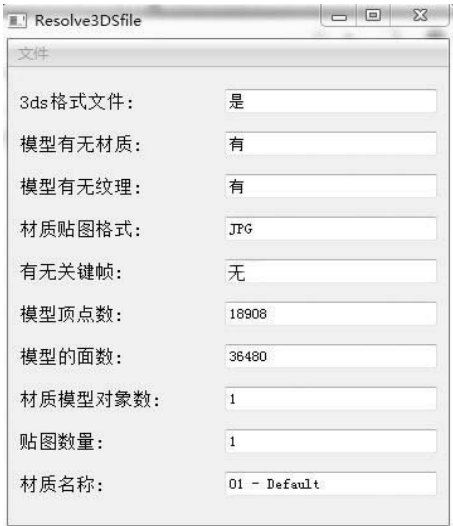 Resolve3DSfile
文件
3ds格式文件: 是
模型有无材质: 有
模型有无纹理: 有
材质贴图格式: JPG
有无关键帧: 无
模型顶点数: 18908
模型的面数: 36480
材质模型对象数: 1
贴图数量: 1
材质名称: 01 - Default